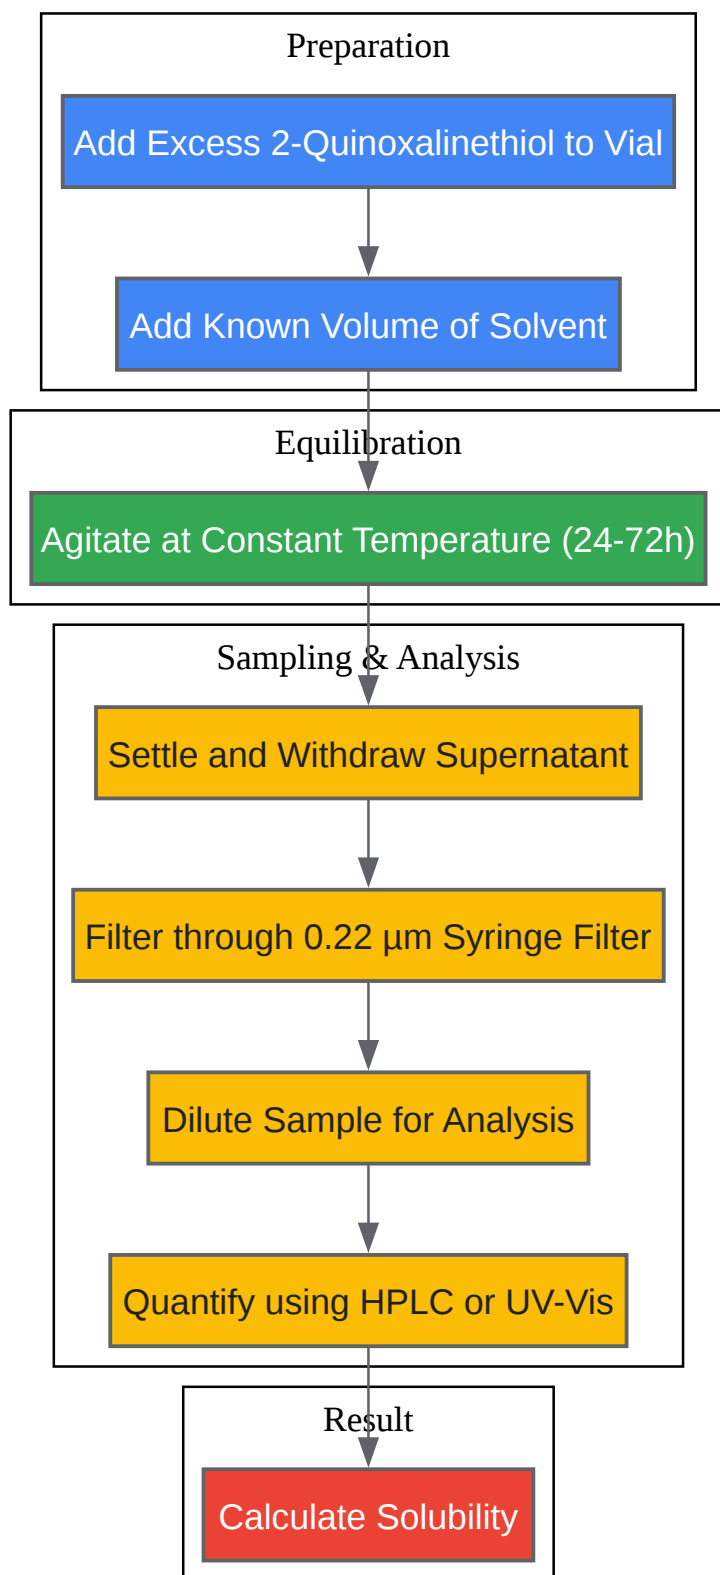 Preparation
Add Excess 2-Quinoxalinethiol to Vial
Add Known Volume of Solvent
Equilibration
Agitate at Constant Temperature (24-72h)
Sampling & Analysis
Settle and Withdraw Supernatant
Filter through 0.22 µm Syringe Filter
Dilute Sample for Analysis
Quantify using HPLC or UV-Vis
Result
Calculate Solubility